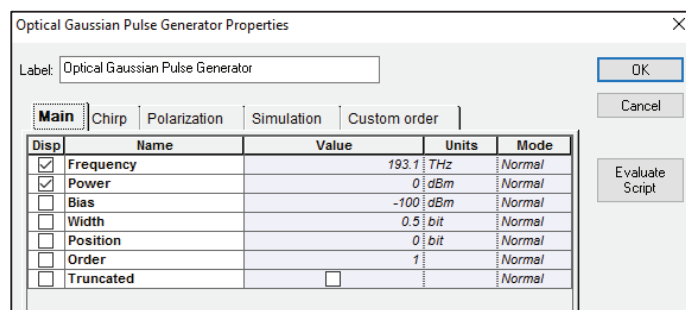 Optical Gaussian Pulse Generator Properties
Label: Optical Gaussian Pulse Generator
OK
Cancel
Evaluate
Script
Main Chirp Polarization Simulation Custom order
Disp Name Value Units Mode
Frequency 193.1 THz Normal
Power 0 dBm Normal
Bias -100 dBm Normal
Width 0.5 bit Normal
Position 0 bit Normal
Order 1 Normal
Truncated Normal